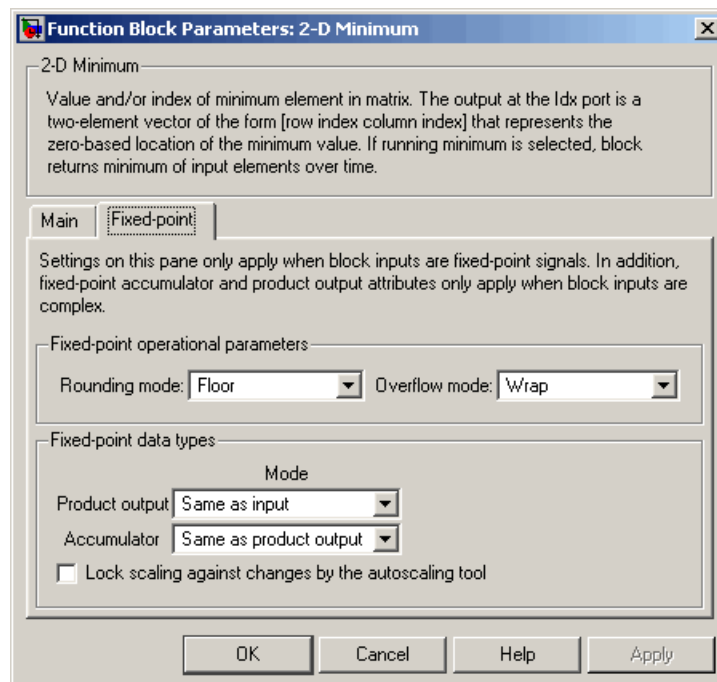 Function Block Parameters: 2-D Minimum
2-D Minimum
Value and/or index of minimum element in matrix. The output at the Idx port is a
two-element vector of the form [row index column index] that represents the
zero-based location of the minimum value. If running minimum is selected, block
returns minimum of input elements over time.
Main Fixed-point
Settings on this pane only apply when block inputs are fixed-point signals. In addition,
fixed-point accumulator and product output attributes only apply when block inputs are
complex.
Fixed-point operational parameters
Rounding mode: Floor Overflow mode: Wrap
Fixed-point data types
Mode
Product output Same as input
Accumulator Same as product output
Lock scaling against changes by the autoscaling tool
OK Cancel Help Apply